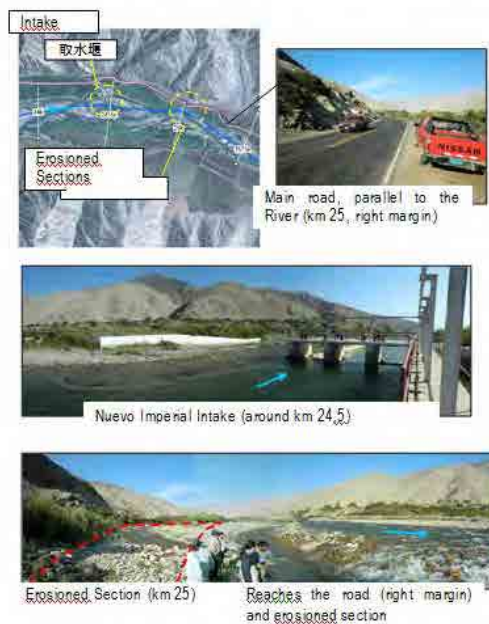 Intake
取水堰
Erosioned
Sections
NISSAN
Main road, parallel to the
River (km 25, right margin)
Nuevo Imperial Intake (around km 24,5)
Erosioned Section (km 25)
Reaches the road (right margin)
and erosioned section